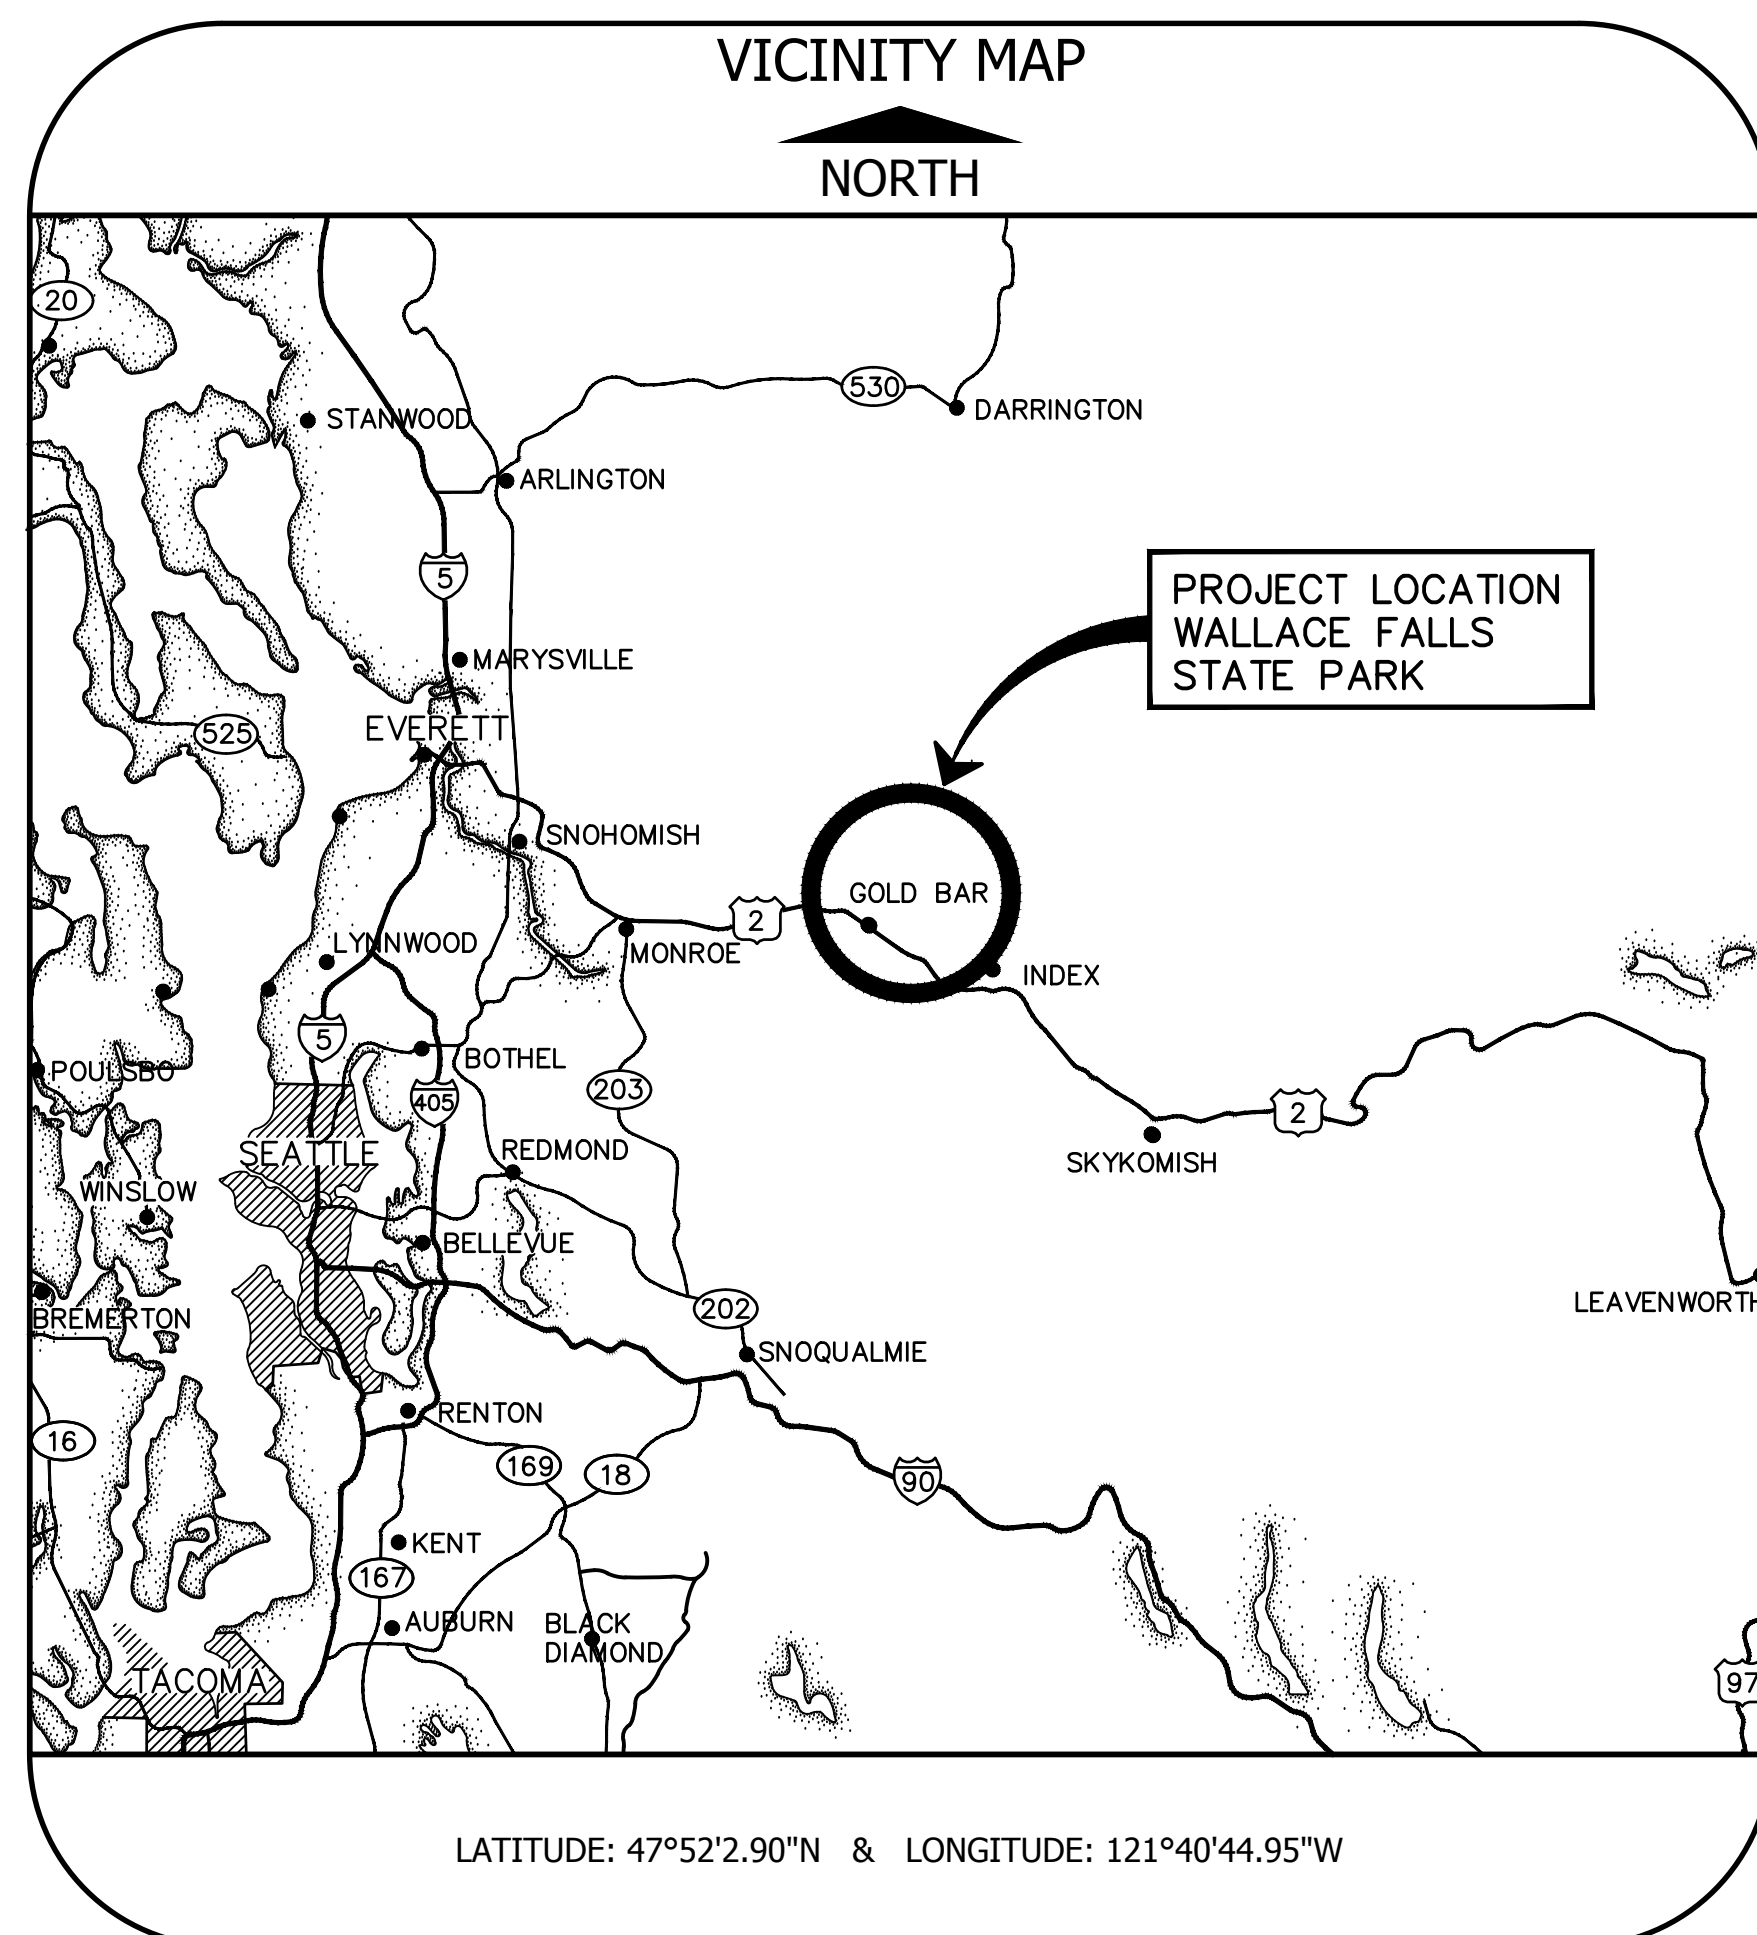 VICINITY MAP
NORTH
20
530
DARRINGTON
STANWOOD
ARLINGTON
5
PROJECT LOCATION
WALLACE FALLS
STATE PARK
MARYSVILLE
EVERETT
525
SNOHOMISH
GOLD BAR
2
LYNNWOOD
MONROE
INDEX
5
BOTHEL
POULSBO
405
203
2
SEATTLE
REDMOND
SKYKOMISH
WINSLOW
BELLEVUE
LEAVENWORTH
202
BREMERTON
SNOQUALMIE
RENTON
16
169
18
90
KENT
167
AUBURN
BLACK
DIAMOND
TACOMA
97
LATITUDE: 47°52'2.90"N & LONGITUDE: 121°40'44.95"W